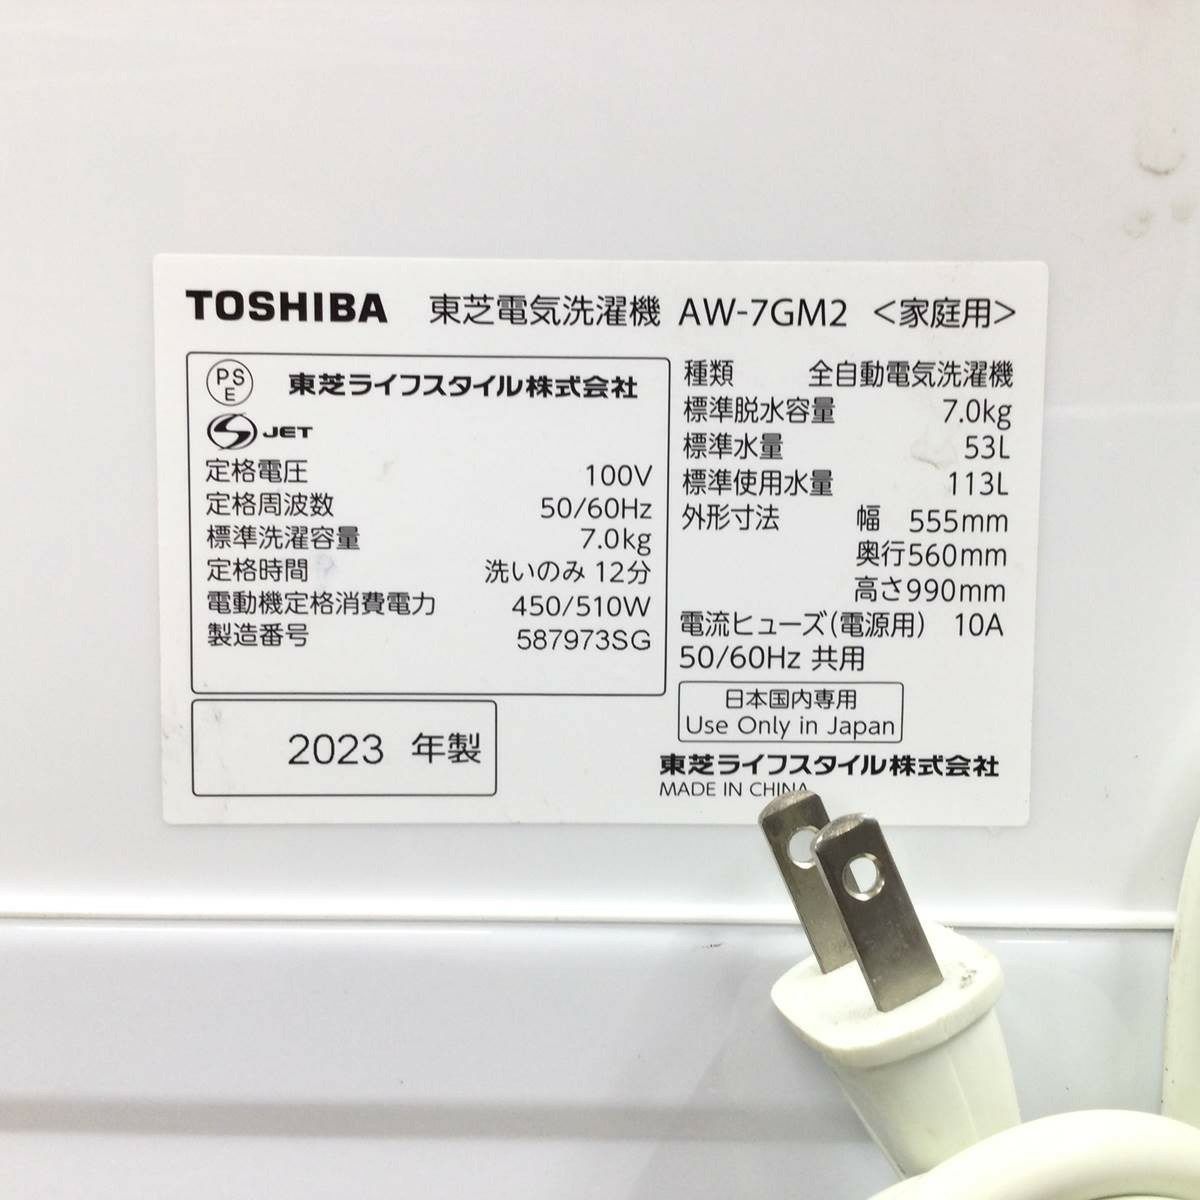 TOSHIBA 東芝電気洗濯機 AW-7GM2 <家庭用>
PS
E
東芝ライフスタイル株式会社
S JET
定格電圧 100V
定格周波数 50/60Hz
標準洗濯容量 7.0kg
定格時間 洗いのみ 12分
電動機定格消費電力 450/510W
製造番号 587973SG
2023 年製
種類 全自動電気洗濯機
標準脱水容量 7.0kg
標準水量 53L
標準使用水量 113L
外形寸法 幅 555mm
奥行560mm
高さ990mm
電流ヒューズ(電源用) 10A
50/60Hz 共用
日本国内専用
Use Only in Japan
東芝ライフスタイル株式会社
MADE IN CHINA